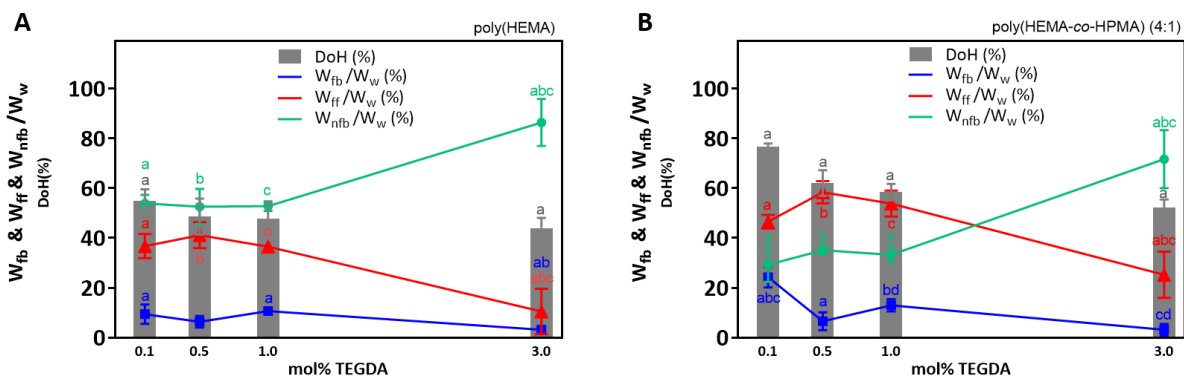 A
poly(HEMA)
DoH (%)
W_fb/W_w (%)
W_ff/W_w (%)
W_nfb/W_w (%)
W_fb & W_ff & W_nfb/W_w
DoH(%)
100
80
60
40
20
0
a
a
a
a
b
b
c
c
a
abc
a
ab
abc
0.1 0.5 1.0 3.0
mol% TEGDA
B
poly(HEMA-co-HPMA) (4:1)
DoH (%)
W_fb/W_w (%)
W_ff/W_w (%)
W_nfb/W_w (%)
W_fb & W_ff & W_nfb/W_w
DoH(%)
100
80
60
40
20
0
a
a
a
abc
a
b
b
a
a
c
c
bd
abc
a
abc
cd
0.1 0.5 1.0 3.0
mol% TEGDA